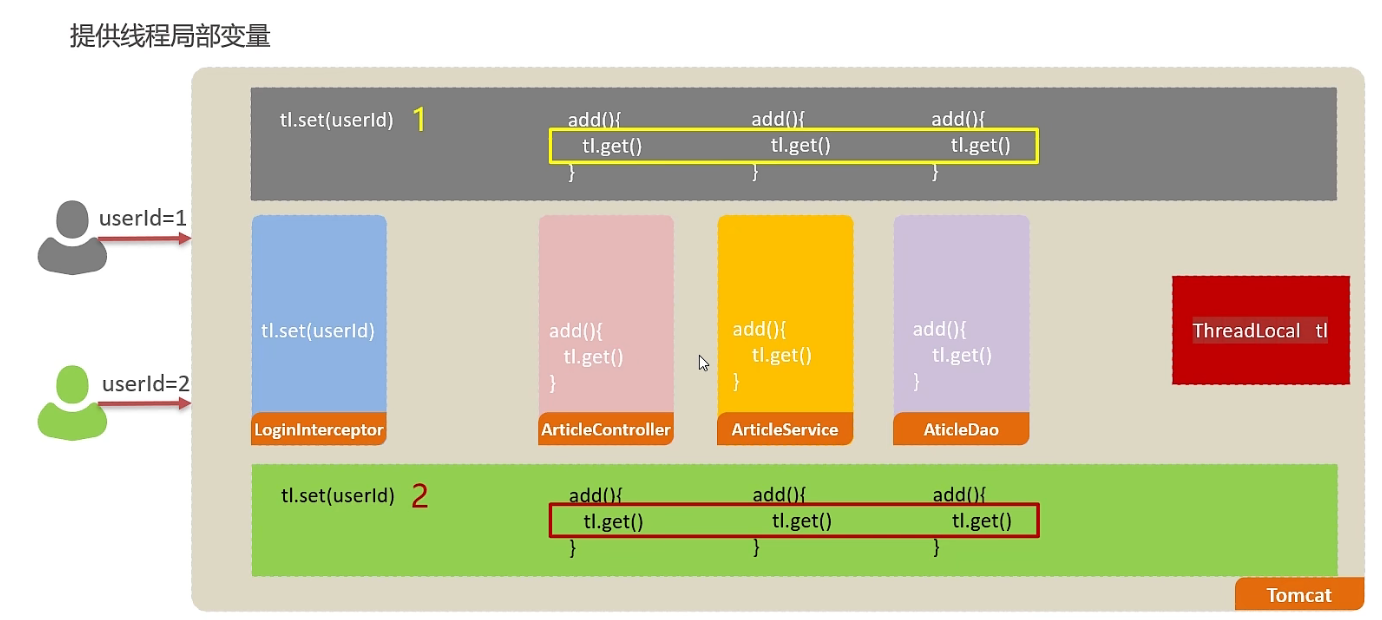 提供线程局部变量
tl.set(userId) 1
add(){ add(){ add(){
tl.get() tl.get() tl.get()
} } }
userId=1
userId=2
tl.set(userId)
LoginInterceptor
add(){
tl.get()
}
ArticleController
add(){
tl.get()
}
ArticleService
add(){
tl.get()
}
AticleDao
ThreadLocal tl
tl.set(userId) 2
add(){ add(){ add(){
tl.get() tl.get() tl.get()
} } }
Tomcat